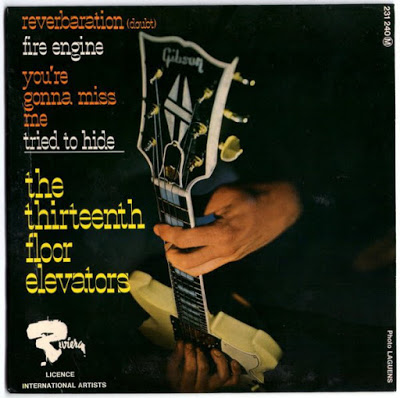 reverbaration (doubt)
fire engine
you're
gonna miss
me
tried to hide
the
thirteenth
floor
elevators
Gibson
231 240 M
Riviera
LICENCE
INTERNATIONAL ARTISTS
Photo LAGUENS